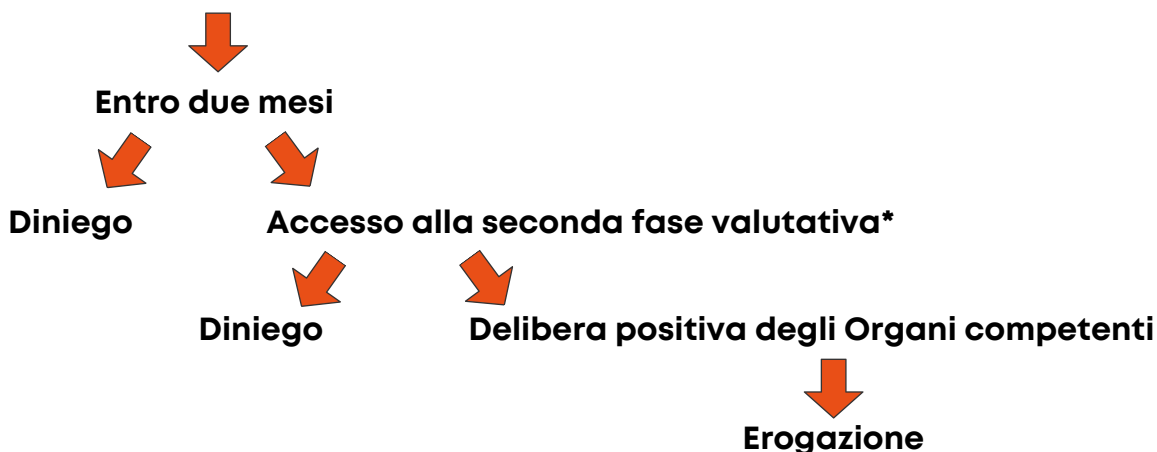 Entro due mesi
Diniego
Accesso alla seconda fase valutativa*
Diniego
Delibera positiva degli Organi competenti
Erogazione